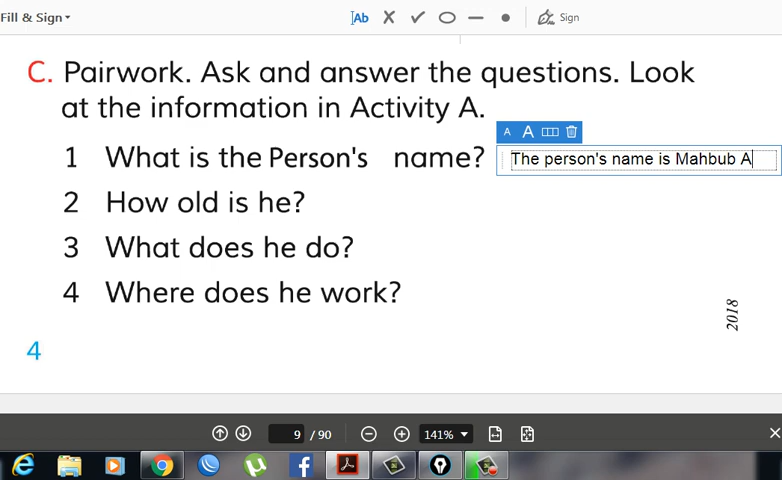 Fill & Sign
Ab
Sign
C. Pairwork. Ask and answer the questions. Look
at the information in Activity A.
A A
1 What is the Person's name? The person's name is Mahbub A
2 How old is he?
3 What does he do?
4 Where does he work?
2018
4
9 / 90 141%